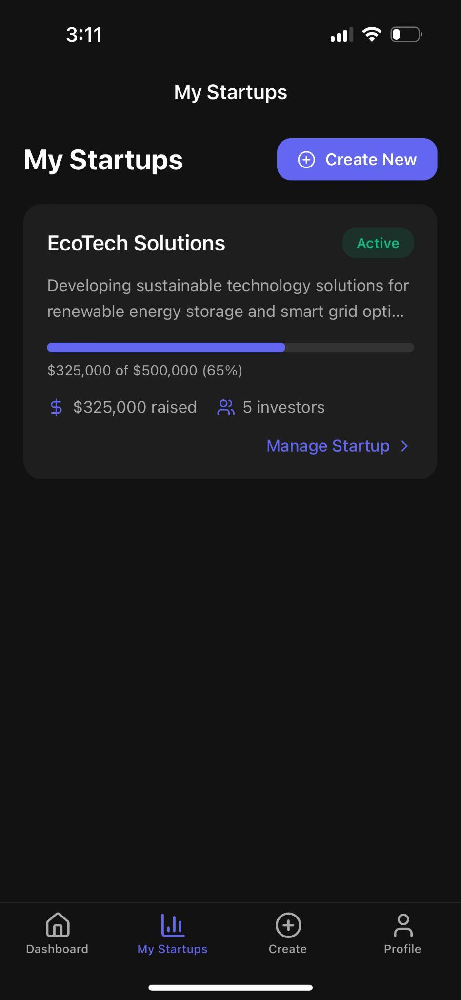 3:11
My Startups
My Startups
Create New
EcoTech Solutions
Active
Developing sustainable technology solutions for
renewable energy storage and smart grid opti...
$325,000 of $500,000 (65%)
$325,000 raised
5 investors
Manage Startup
Dashboard
My Startups
Create
Profile